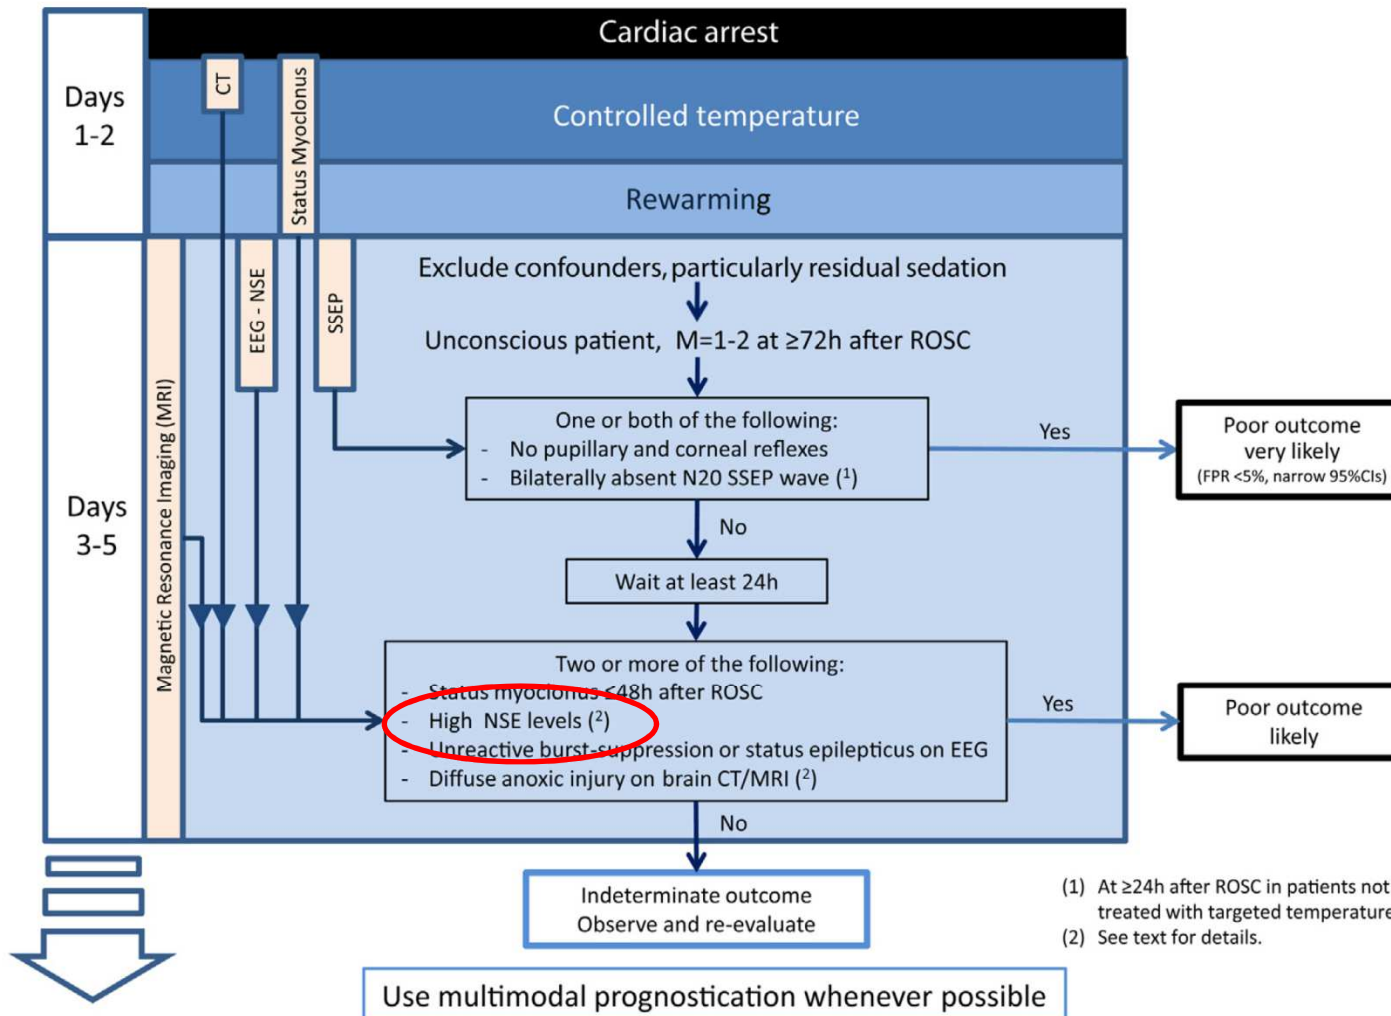 Cardiac arrest
Days
1-2
CT
Status Myoclonus
Controlled temperature
Rewarming
Days
3-5
Magnetic Resonance Imaging (MRI)
EEG - NSE
SSEP
Exclude confounders, particularly residual sedation
Unconscious patient, M=1-2 at ≥72h after ROSC
One or both of the following:
- No pupillary and corneal reflexes
- Bilaterally absent N20 SSEP wave (1)
Yes
Poor outcome
very likely
(FPR <5%, narrow 95%CIs)
No
Wait at least 24h
Two or more of the following:
- Status myoclonus ≤48h after ROSC
- High NSE levels (2)
- Unreactive burst-suppression or status epilepticus on EEG
- Diffuse anoxic injury on brain CT/MRI (2)
Yes
Poor outcome
likely
No
Indeterminate outcome
Observe and re-evaluate
(1) At ≥24h after ROSC in patients not
treated with targeted temperature
(2) See text for details.
Use multimodal prognostication whenever possible